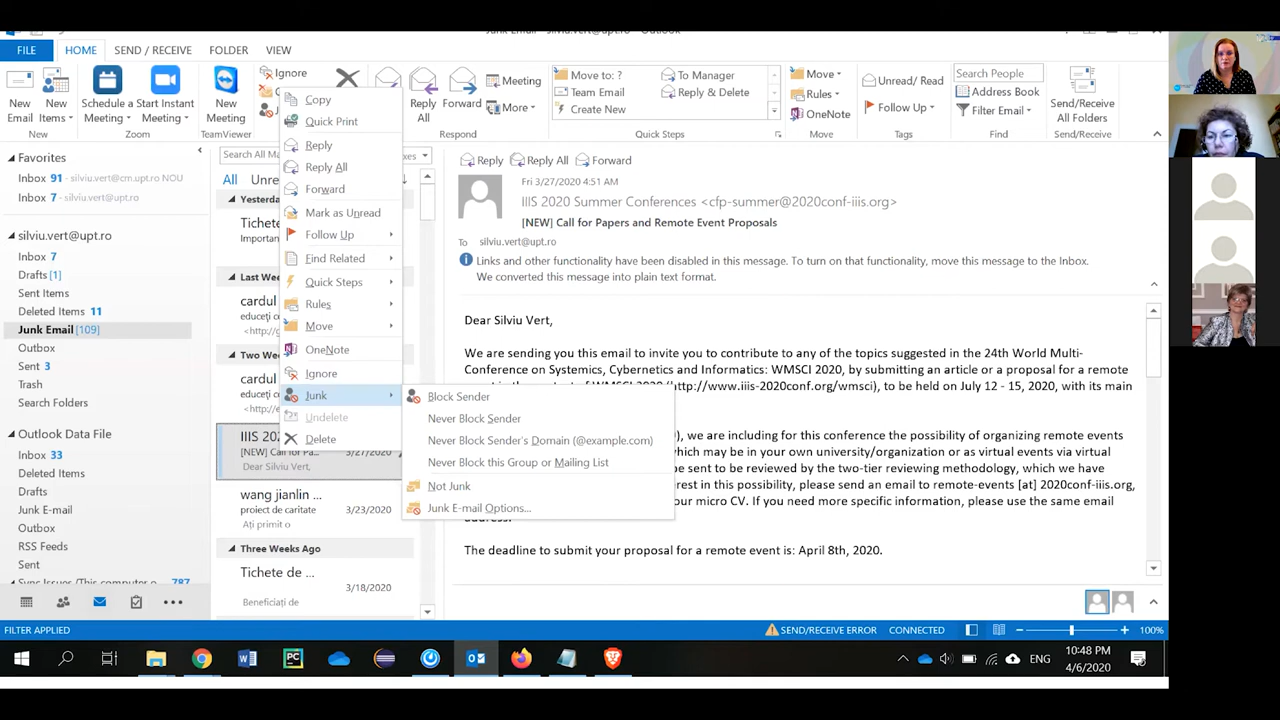 Junk Email - silviu.vert@upt.ro - Outlook
FILE
HOME
SEND / RECEIVE
FOLDER
VIEW
New Email
New Items
New
Schedule a Meeting
Start Instant Meeting
Zoom
New Meeting
TeamViewer
Ignore
Reply All
Forward
Meeting
More
Respond
Move to: ?
Team Email
Create New
To Manager
Reply & Delete
Quick Steps
Move
Rules
OneNote
Move
Unread/ Read
Follow Up
Tags
Search People
Address Book
Filter Email
Find
Send/Receive All Folders
Send/Receive
Favorites
Inbox 91 - silviu.vert@cm.upt.ro NOU
Inbox 7 - silviu.vert@upt.ro
silviu.vert@upt.ro
Inbox 7
Drafts [1]
Sent Items
Deleted Items 11
Junk Email [109]
Outbox
Sent 3
Trash
Search Folders
Outlook Data File
Inbox 33
Deleted Items
Drafts
Junk E-mail
Outbox
RSS Feeds
Sent
Sync Issues (This computer o 787
Search All
All
Last Wee
cardul
educaţi
<http://
Two Wee
cardul
IIIS 202
[NEW] Call for Pa 3/27/2020
Dear Silviu Vert,
wang jianlin ...
proiect de caritate 3/23/2020
Ai primit o
Three Weeks Ago
Tichete de ...
3/18/2020
Beneficiați de
Copy
Quick Print
Reply
Reply All
Forward
Mark as Unread
Follow Up
Find Related
Quick Steps
Rules
Move
OneNote
Ignore
Junk
Undelete
Delete
Block Sender
Never Block Sender
Never Block Sender's Domain (@example.com)
Never Block this Group or Mailing List
Not Junk
Junk E-mail Options...
Reply
Reply All
Forward
Fri 3/27/2020 4:51 AM
IIIS 2020 Summer Conferences <cfp-summer@2020conf-iiis.org>
[NEW] Call for Papers and Remote Event Proposals
To silviu.vert@upt.ro
Links and other functionality have been disabled in this message. To turn on that functionality, move this message to the Inbox.
We converted this message into plain text format.
Dear Silviu Vert,
We are sending you this email to invite you to contribute to any of the topics suggested in the 24th World Multi-
Conference on Systemics, Cybernetics and Informatics: WMSCI 2020, by submitting an article or a proposal for a remote
WMSCI 2020 (http://www.iiis-2020conf.org/wmsci), to be held on July 12 - 15, 2020, with its main
), we are including for this conference the possibility of organizing remote events
which may be in your own university/organization or as virtual events via virtual
be sent to be reviewed by the two-tier reviewing methodology, which we have
terest in this possibility, please send an email to remote-events [at] 2020conf-iiis.org,
our micro CV. If you need more specific information, please use the same email
address.
The deadline to submit your proposal for a remote event is: April 8th, 2020.
FILTER APPLIED
SEND/RECEIVE ERROR
CONNECTED
100%
ENG
10:48 PM
4/6/2020